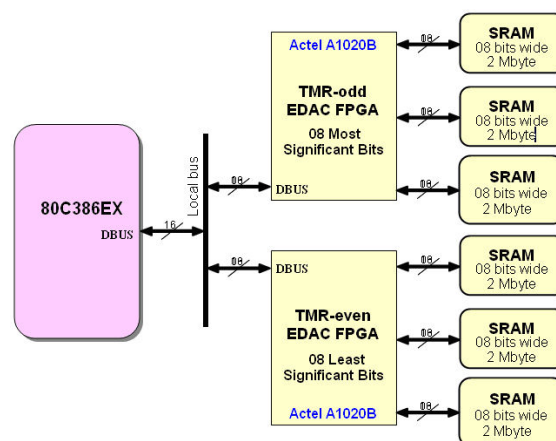 80C386EX
DBUS
16
Local bus
08
08
Actel A1020B
TMR-odd
EDAC FPGA
08 Most
Significant Bits
DBUS
DBUS
TMR-even
EDAC FPGA
08 Least
Significant Bits
Actel A1020B
08
SRAM
08 bits wide
2 Mbyte
08
SRAM
08 bits wide
2 Mbyte
08
SRAM
08 bits wide
2 Mbyte
08
SRAM
08 bits wide
2 Mbyte
08
SRAM
08 bits wide
2 Mbyte
08
SRAM
08 bits wide
2 Mbyte